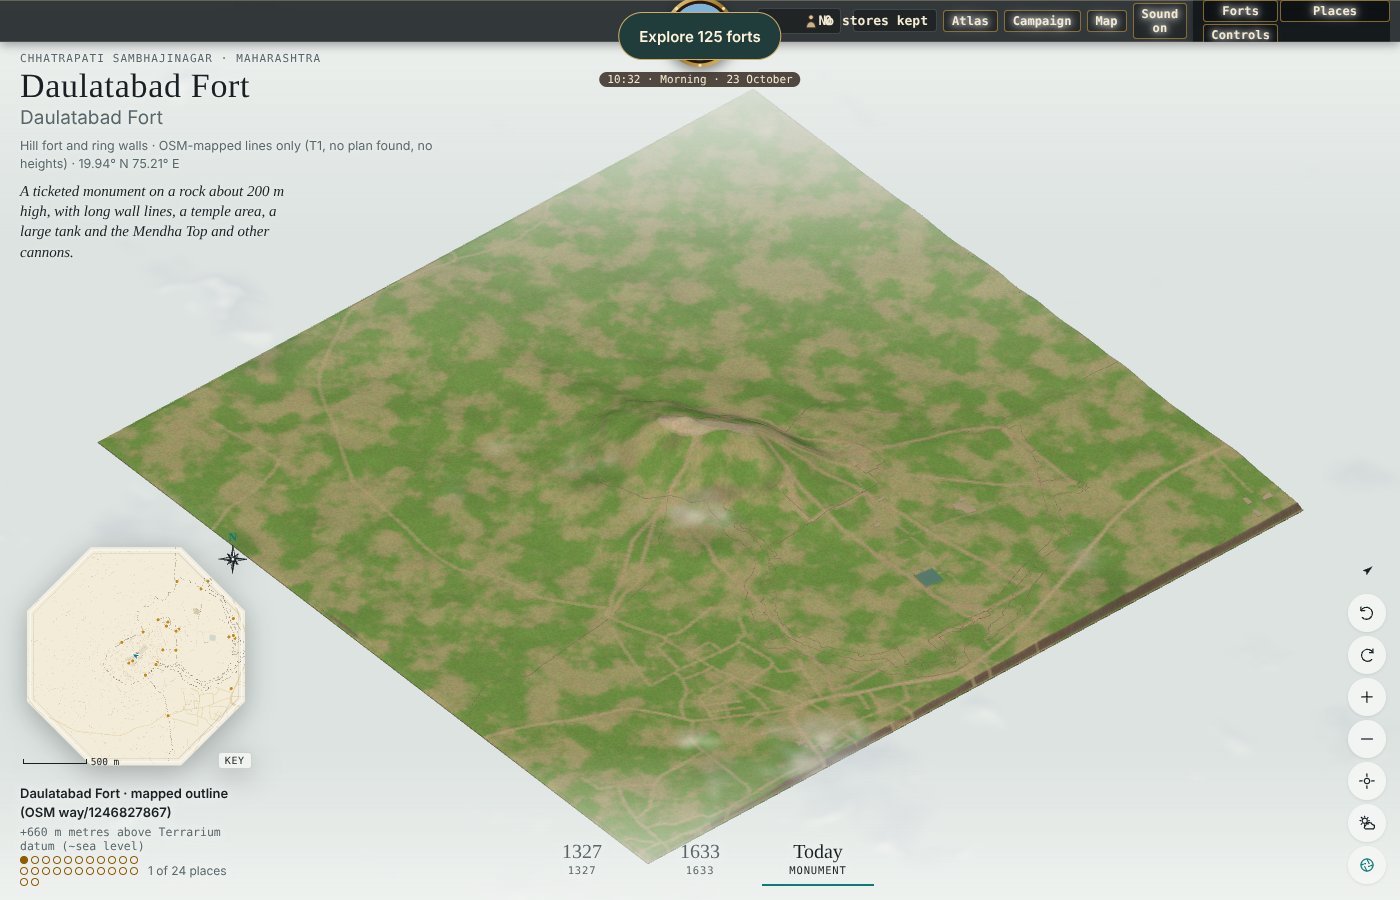 stores kept
Atlas
Campaign
Map
Sound on
Forts
Places
Controls
Explore 125 forts
10:32 · Morning · 23 October
CHHATRAPATI SAMBHAJINAGAR · MAHARASHTRA
Daulatabad Fort
Daulatabad Fort
Hill fort and ring walls · OSM-mapped lines only (T1, no plan found, no
heights) · 19.94° N 75.21° E
A ticketed monument on a rock about 200 m
high, with long wall lines, a temple area, a
large tank and the Mendha Top and other
cannons.
N
500 m
KEY
Daulatabad Fort · mapped outline
(OSM way/1246827867)
+660 m metres above Terrarium
datum (~sea level)
1 of 24 places
1327
1327
1633
1633
Today
MONUMENT